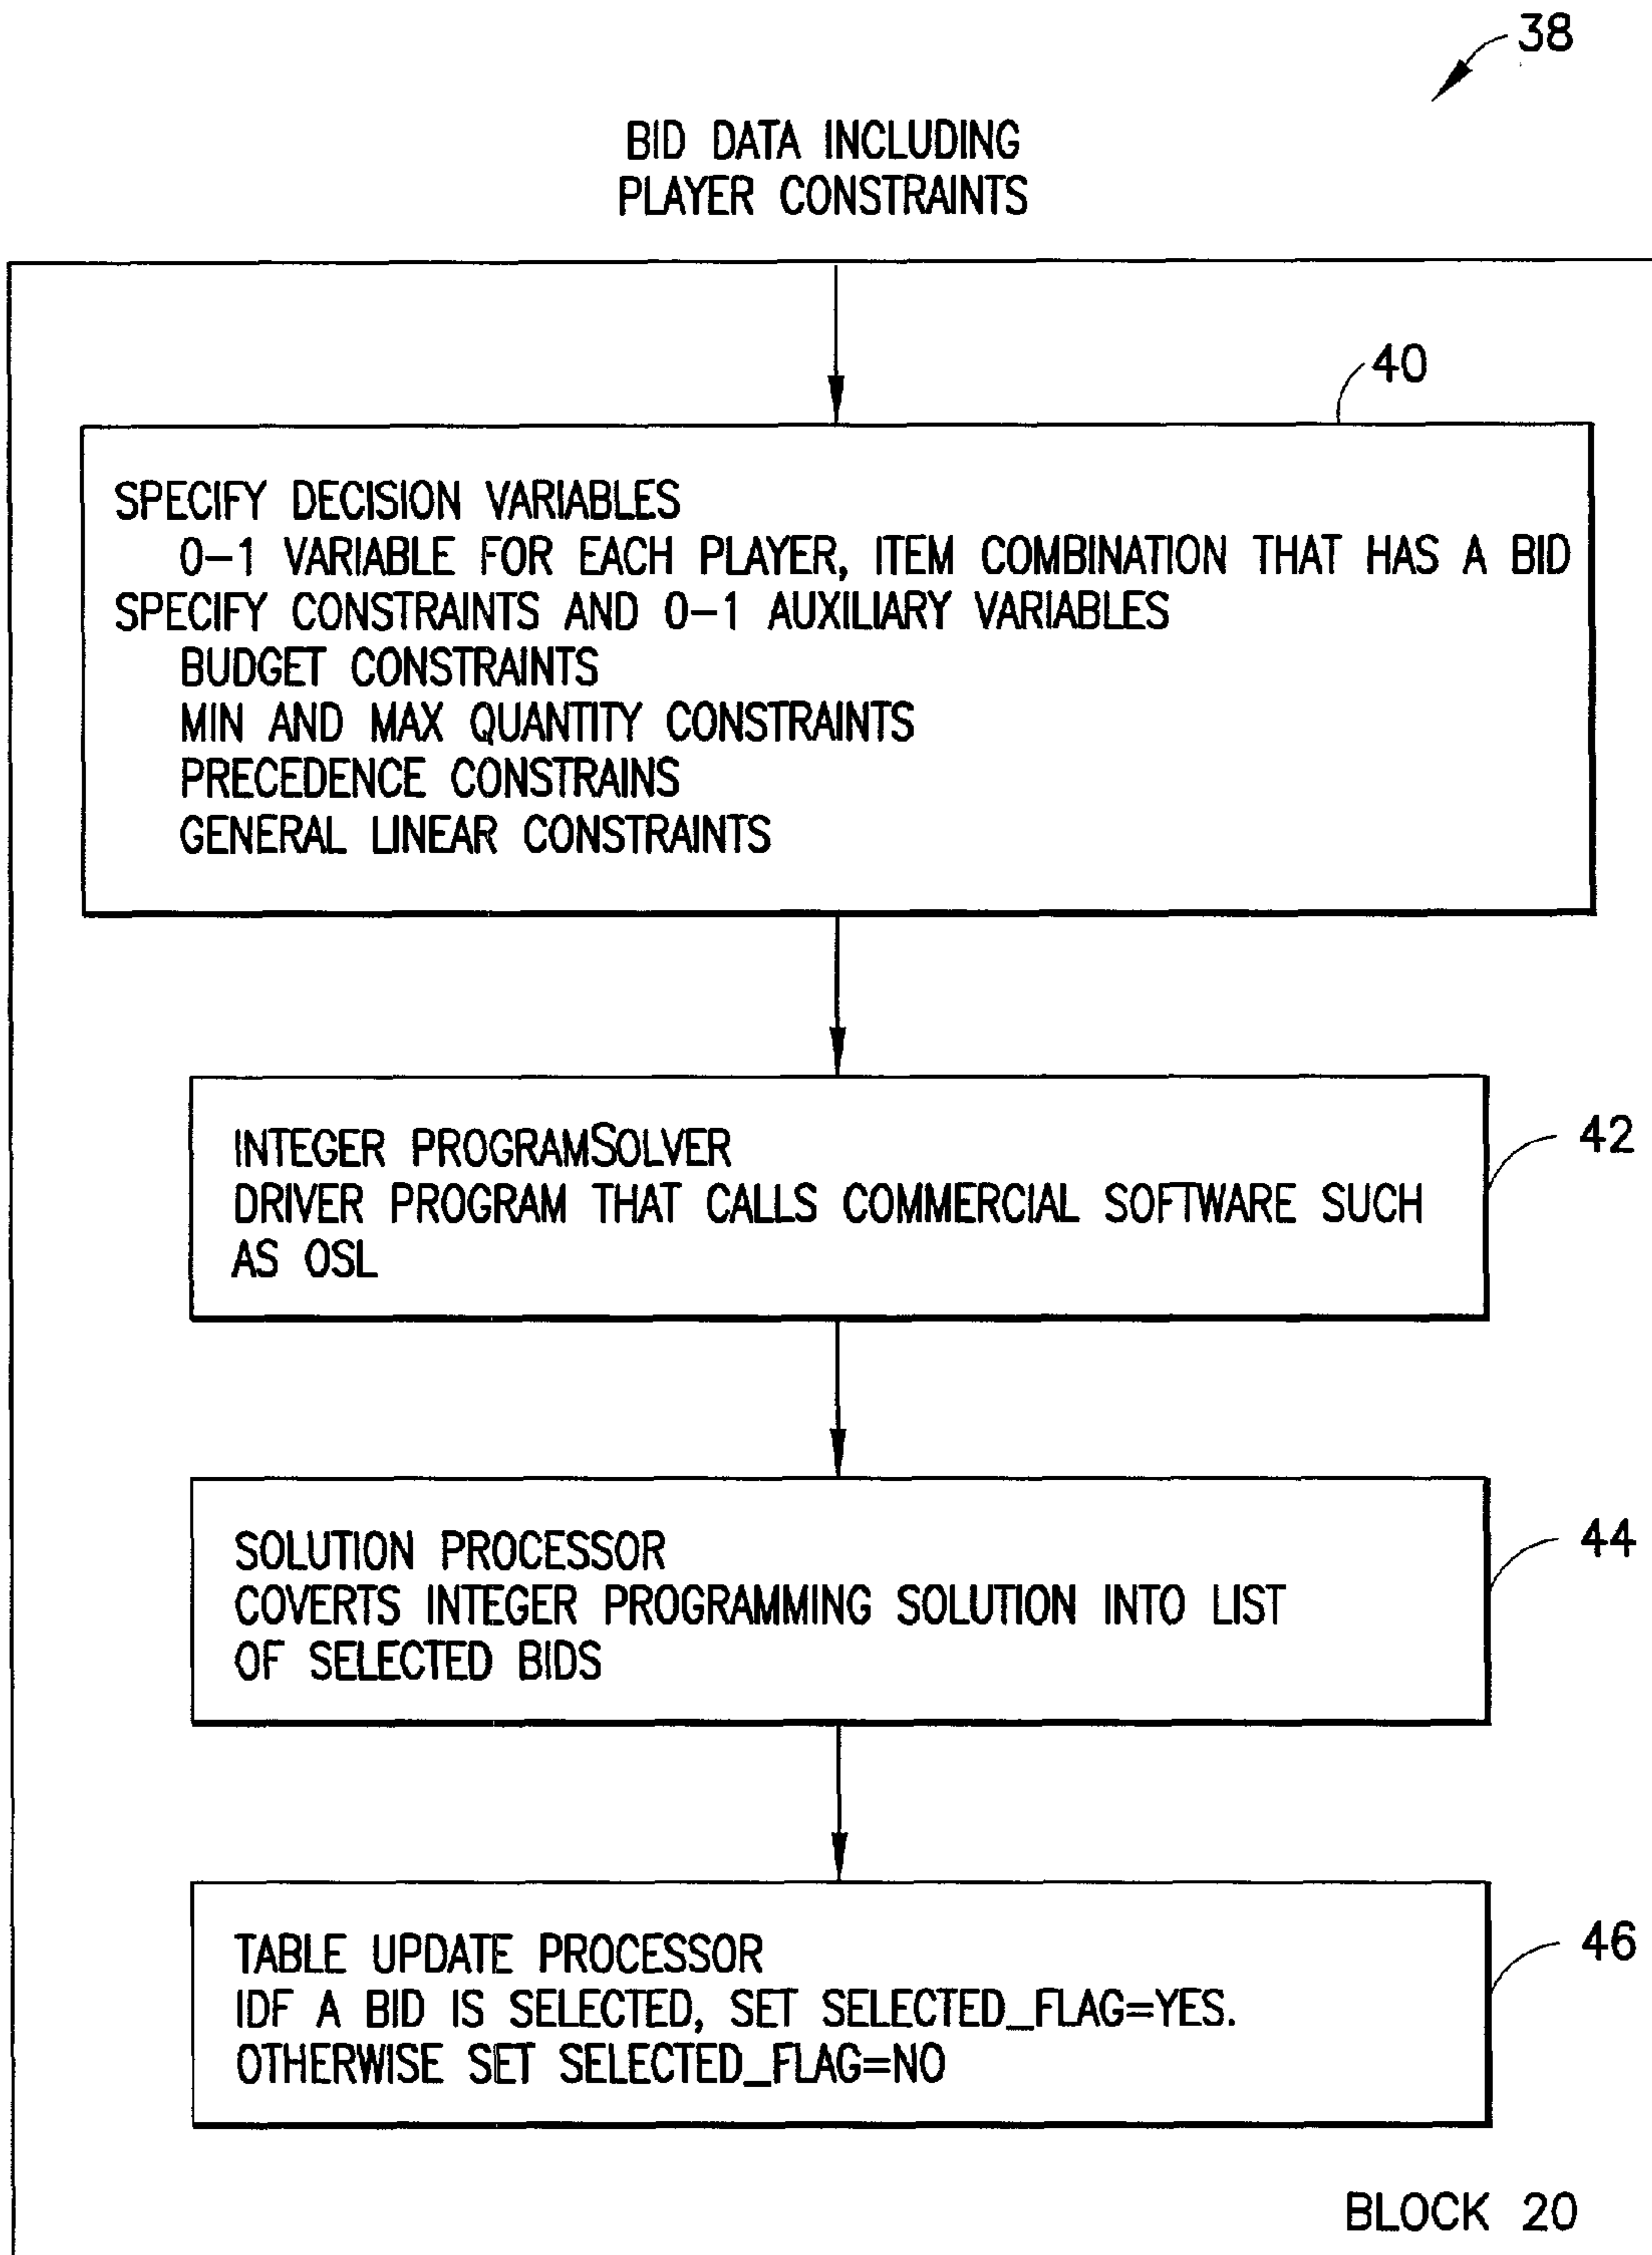 38
BID DATA INCLUDING
PLAYER CONSTRAINTS
40
SPECIFY DECISION VARIABLES
0-1 VARIABLE FOR EACH PLAYER, ITEM COMBINATION THAT HAS A BID
SPECIFY CONSTRAINTS AND 0-1 AUXILIARY VARIABLES
BUDGET CONSTRAINTS
MIN AND MAX QUANTITY CONSTRAINTS
PRECEDENCE CONSTRAINS
GENERAL LINEAR CONSTRAINTS
42
INTEGER PROGRAMSOLVER
DRIVER PROGRAM THAT CALLS COMMERCIAL SOFTWARE SUCH
AS OSL
44
SOLUTION PROCESSOR
COVERTS INTEGER PROGRAMMING SOLUTION INTO LIST
OF SELECTED BIDS
46
TABLE UPDATE PROCESSOR
IDF A BID IS SELECTED, SET SELECTED_FLAG=YES.
OTHERWISE SET SELECTED_FLAG=NO
BLOCK 20